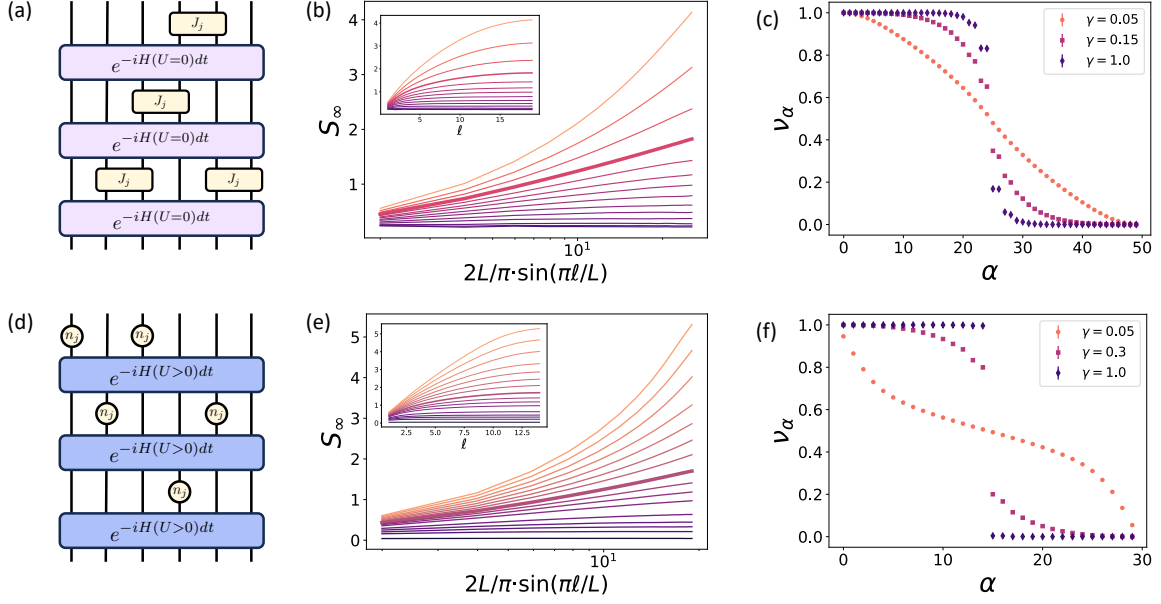 (a)
J_j
e^{-iH(U=0)dt}
J_j
e^{-iH(U=0)dt}
J_j
J_j
e^{-iH(U=0)dt}
(b)
S_∞
4
3
2
1
10^1
2L/π·sin(πℓ/L)
4
3
2
1
5
10
15
ℓ
(c)
ν_α
1.0
0.8
0.6
0.4
0.2
0.0
0
10
20
30
40
50
α
γ = 0.05
γ = 0.15
γ = 1.0
(d)
n_j
n_j
e^{-iH(U>0)dt}
n_j
n_j
e^{-iH(U>0)dt}
n_j
e^{-iH(U>0)dt}
(e)
S_∞
5
4
3
2
1
0
10^1
2L/π·sin(πℓ/L)
5
4
3
2
1
0
2.5
5.0
7.5
10.0
12.5
ℓ
(f)
ν_α
1.0
0.8
0.6
0.4
0.2
0.0
0
10
20
30
α
γ = 0.05
γ = 0.3
γ = 1.0